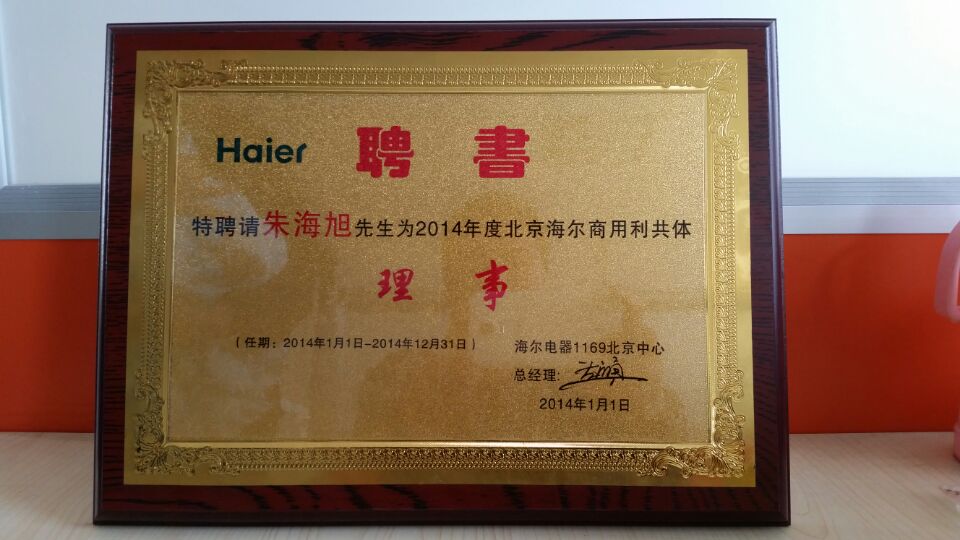 Haier 聘書
特聘请朱海旭先生为2014年度北京海尔商用利共体
理事
(任期：2014年1月1日-2014年12月31日)
海尔电器1169北京中心
总经理:
2014年1月1日